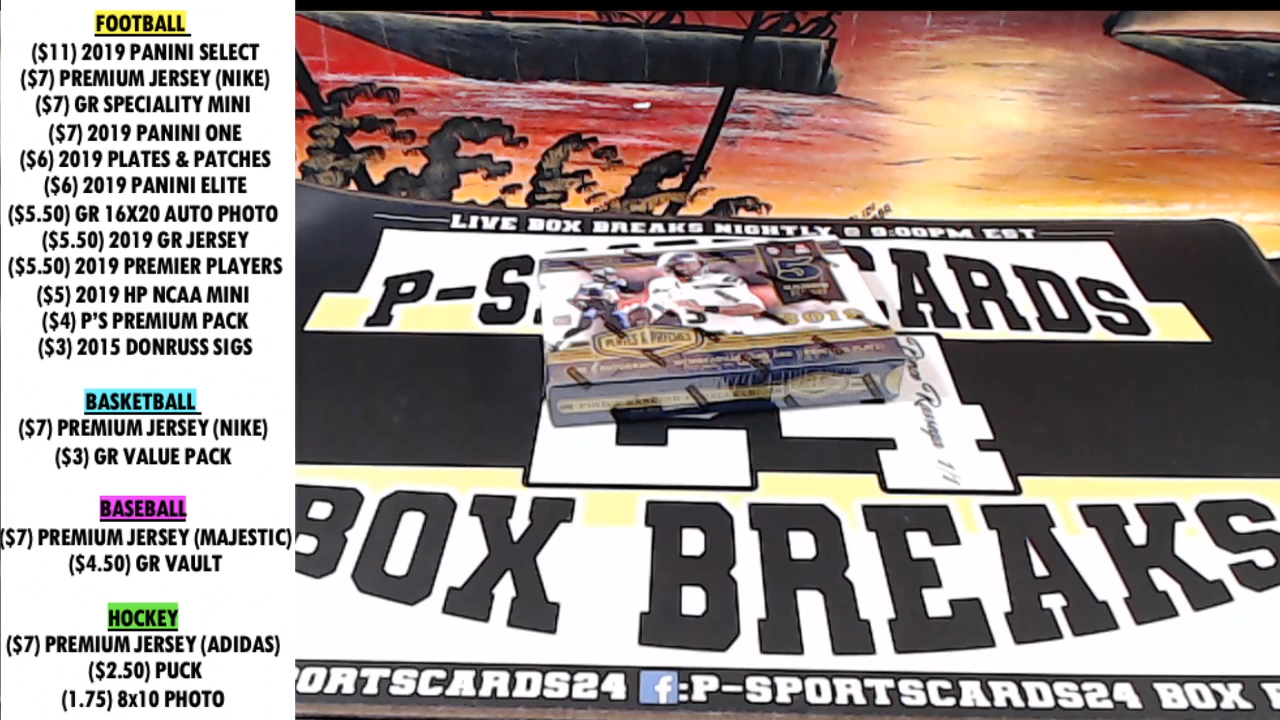 FOOTBALL
($11) 2019 PANINI SELECT
($7) PREMIUM JERSEY (NIKE)
($7) GR SPECIALITY MINI
($7) 2019 PANINI ONE
($6) 2019 PLATES & PATCHES
($6) 2019 PANINI ELITE
($5.50) GR 16X20 AUTO PHOTO
($5.50) 2019 GR JERSEY
($5.50) 2019 PREMIER PLAYERS
($5) 2019 HP NCAA MINI
($4) P'S PREMIUM PACK
($3) 2015 DONRUSS SIGS
BASKETBALL
($7) PREMIUM JERSEY (NIKE)
($3) GR VALUE PACK
BASEBALL
($7) PREMIUM JERSEY (MAJESTIC)
($4.50) GR VAULT
HOCKEY
($7) PREMIUM JERSEY (ADIDAS)
($2.50) PUCK
(1.75) 8x10 PHOTO
LIVE BOX BREAKS NIGHTLY @ 9:00PM EST
P-S CARDS
5
2019
PLATES & PATCHES
BOX BREAKS
ORTSCARDS24 f:P-SPORTSCARDS24 BOX